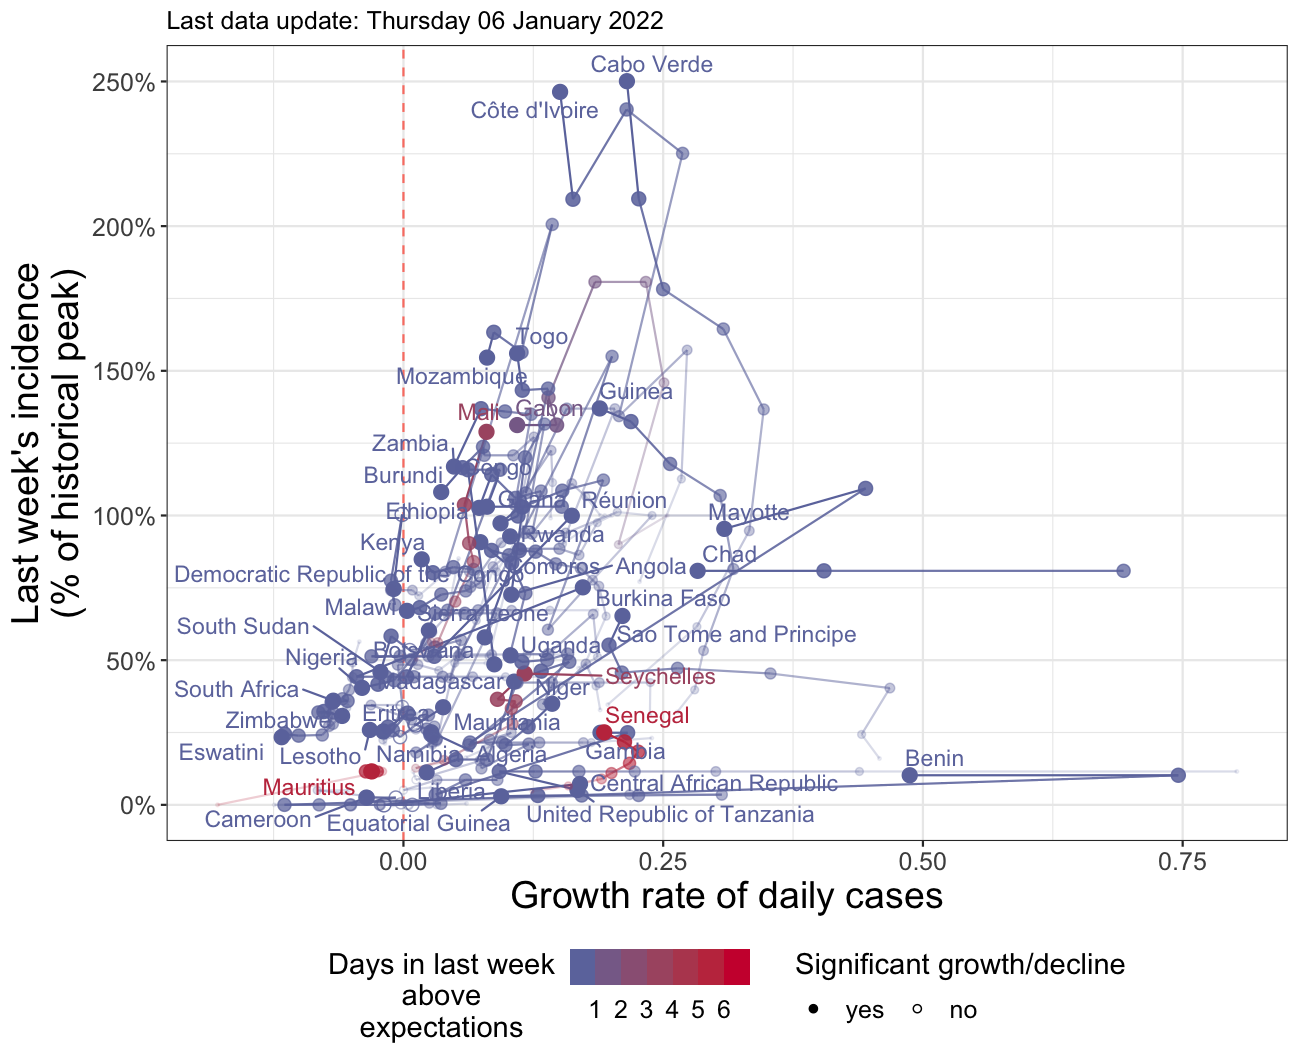 Last data update: Thursday 06 January 2022
250%
200%
150%
100%
50%
0%
Last week's incidence
(% of historical peak)
Cabo Verde
Côte d'Ivoire
Togo
Mozambique
Guinea
Mali
Gabon
Zambia
Congo
Burundi
Ghana
Réunion
Ethiopia
Mayotte
Rwanda
Kenya
Chad
Comoros
Angola
Democratic Republic of the Congo
Burkina Faso
Malawi
Sierra Leone
South Sudan
Sao Tome and Principe
Uganda
Botswana
Nigeria
Seychelles
Madagascar
Niger
South Africa
Eritrea
Senegal
Zimbabwe
Mauritania
Eswatini
Lesotho
Namibia
Algeria
Gambia
Benin
Mauritius
Liberia
Central African Republic
Cameroon
Equatorial Guinea
United Republic of Tanzania
0.00
0.25
0.50
0.75
Growth rate of daily cases
Days in last week
above
expectations
1 2 3 4 5 6
Significant growth/decline
yes
no